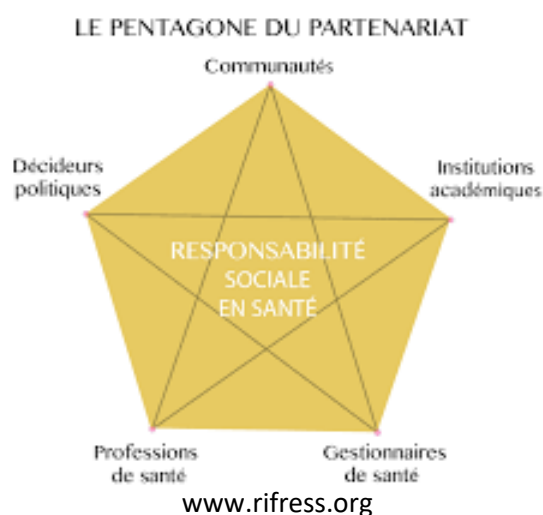 LE PENTAGONE DU PARTENARIAT
Communautés
Décideurs
politiques
Institutions
académiques
RESPONSABILITÉ
SOCIALE
EN SANTÉ
Professions
de santé
Gestionnaires
de santé
www.rifress.org